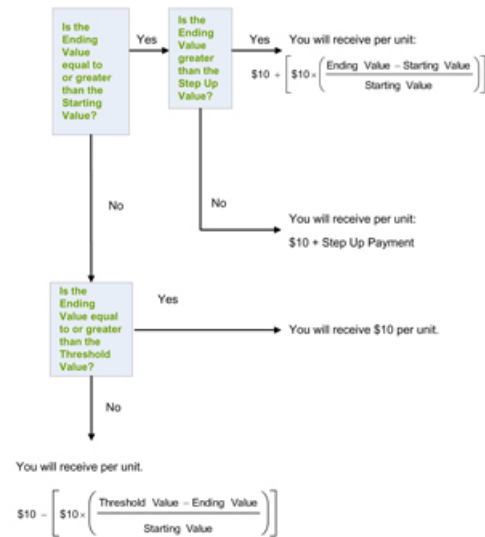 Is the
Ending
Value
equal to
or greater
than the
Starting
Value?
Yes
Is the
Ending
Value
greater
than the
Step Up
Value?
Yes
You will receive per unit:
$10 + [$10 × (Ending Value – Starting Value / Starting Value)]
No
No
You will receive per unit:
$10 + Step Up Payment
Is the
Ending
Value equal
to or greater
than the
Threshold
Value?
Yes
You will receive $10 per unit.
No
You will receive per unit.
$10 – [$10 × (Threshold Value – Ending Value / Starting Value)]